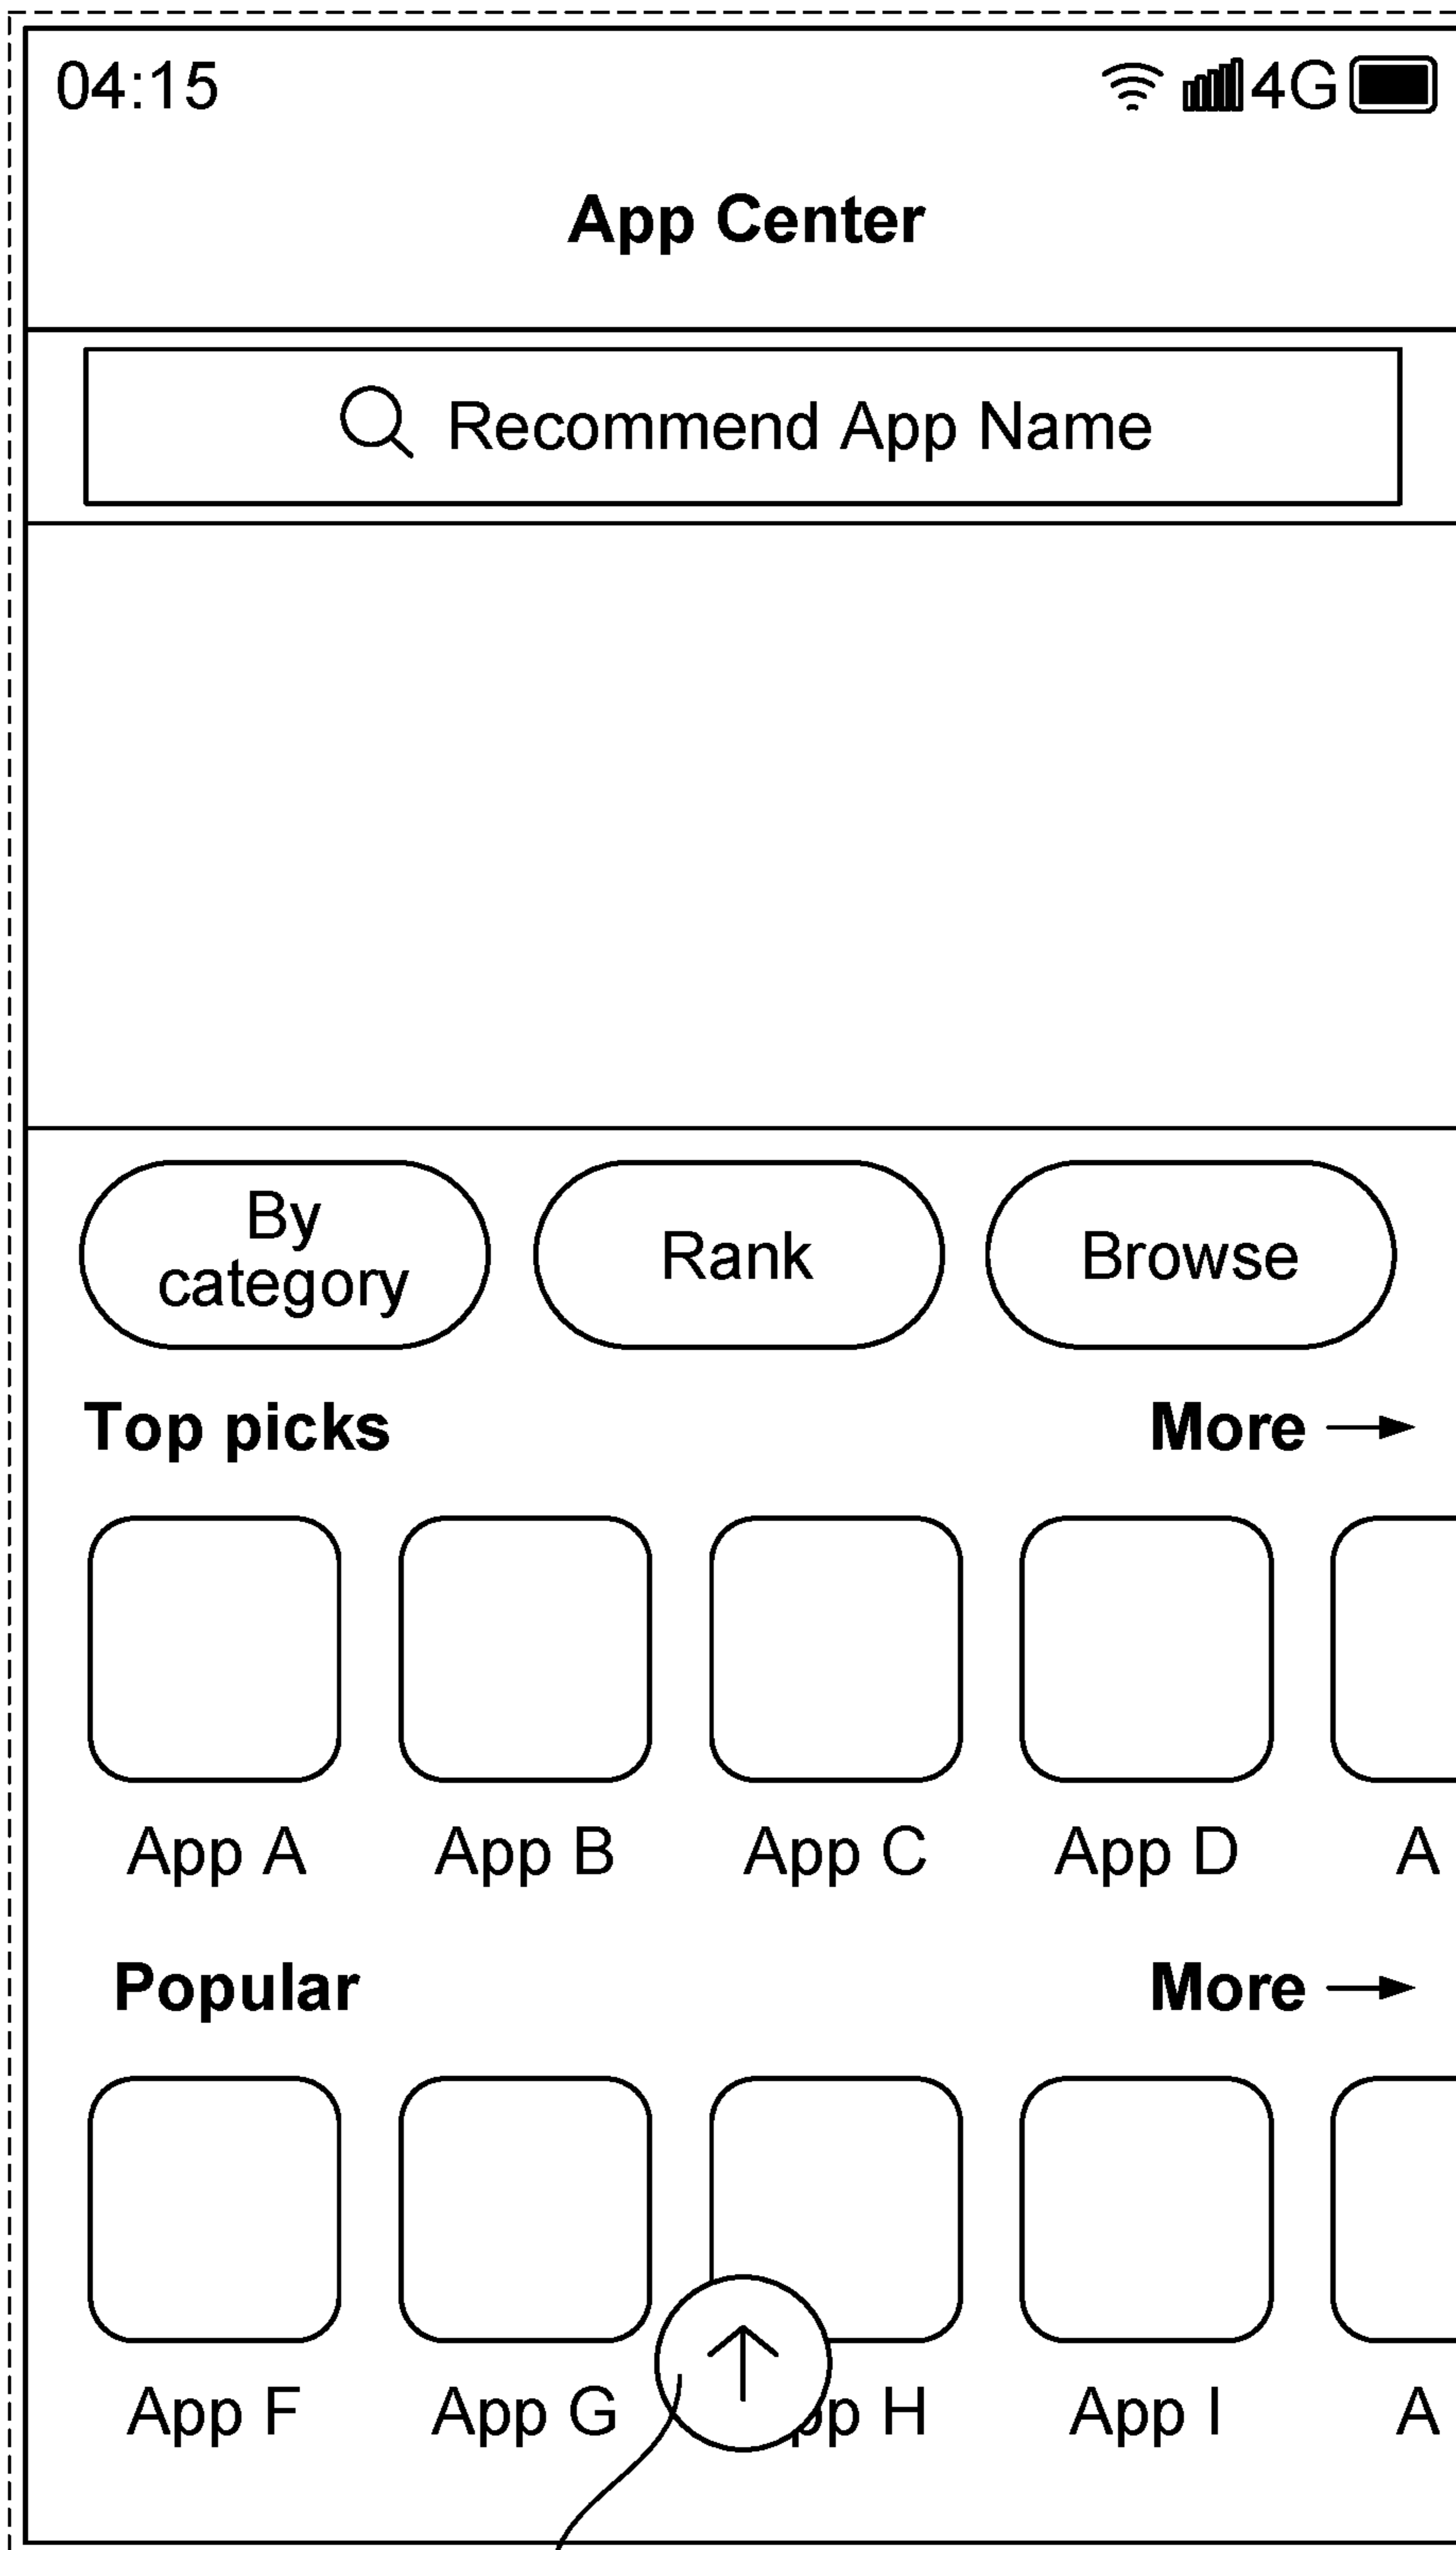 04:15 4G
App Center
Recommend App Name
By
category
Rank
Browse
Top picks More
App A App B App C App D A
Popular More
App F App G pp H App I A